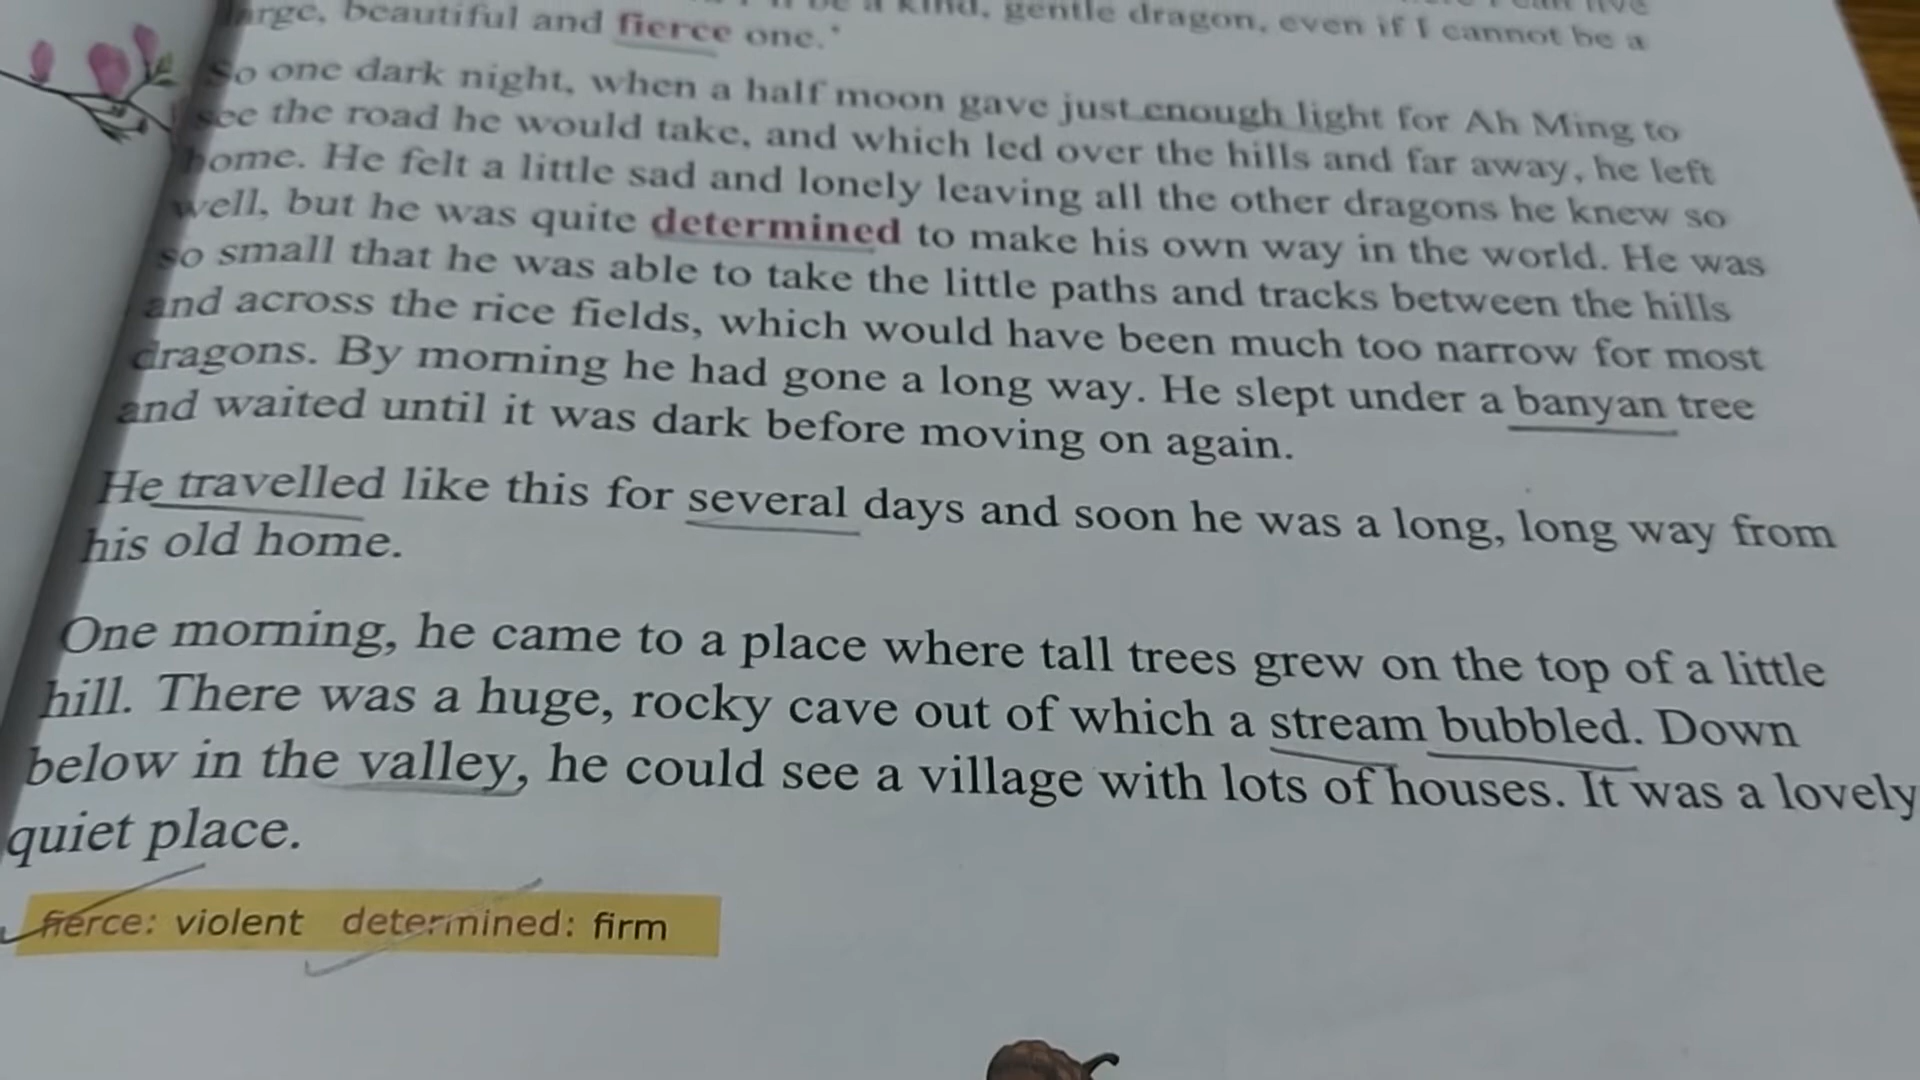 kind, gentle dragon, even if I cannot be a
large, beautiful and fierce one.'
So one dark night, when a half moon gave just enough light for Ah Ming to
see the road he would take, and which led over the hills and far away, he left
home. He felt a little sad and lonely leaving all the other dragons he knew so
well, but he was quite determined to make his own way in the world. He was
so small that he was able to take the little paths and tracks between the hills
and across the rice fields, which would have been much too narrow for most
dragons. By morning he had gone a long way. He slept under a banyan tree
and waited until it was dark before moving on again.
He travelled like this for several days and soon he was a long, long way from
his old home.
One morning, he came to a place where tall trees grew on the top of a little
hill. There was a huge, rocky cave out of which a stream bubbled. Down
below in the valley, he could see a village with lots of houses. It was a lovely
quiet place.
fierce: violent determined: firm